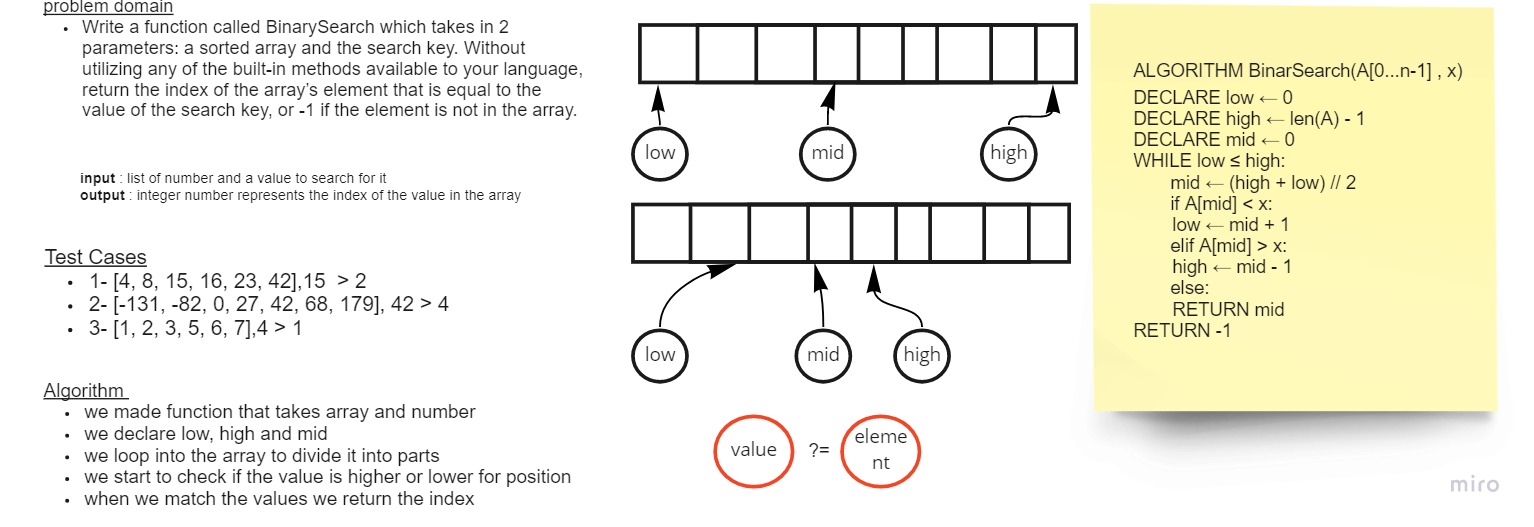 problem domain
• Write a function called BinarySearch which takes in 2
parameters: a sorted array and the search key. Without
utilizing any of the built-in methods available to your language,
return the index of the array's element that is equal to the
value of the search key, or -1 if the element is not in the array.
input : list of number and a value to search for it
output : integer number represents the index of the value in the array
Test Cases
• 1- [4, 8, 15, 16, 23, 42],15 > 2
• 2- [-131, -82, 0, 27, 42, 68, 179], 42 > 4
• 3- [1, 2, 3, 5, 6, 7],4 > 1
Algorithm
• we made function that takes array and number
• we declare low, high and mid
• we loop into the array to divide it into parts
• we start to check if the value is higher or lower for position
• when we match the values we return the index
low mid high
low mid high
value ?= eleme
nt
ALGORITHM BinarSearch(A[0...n-1] , x)
DECLARE low ← 0
DECLARE high ← len(A) - 1
DECLARE mid ← 0
WHILE low ≤ high:
mid ← (high + low) // 2
if A[mid] < x:
low ← mid + 1
elif A[mid] > x:
high ← mid - 1
else:
RETURN mid
RETURN -1
miro